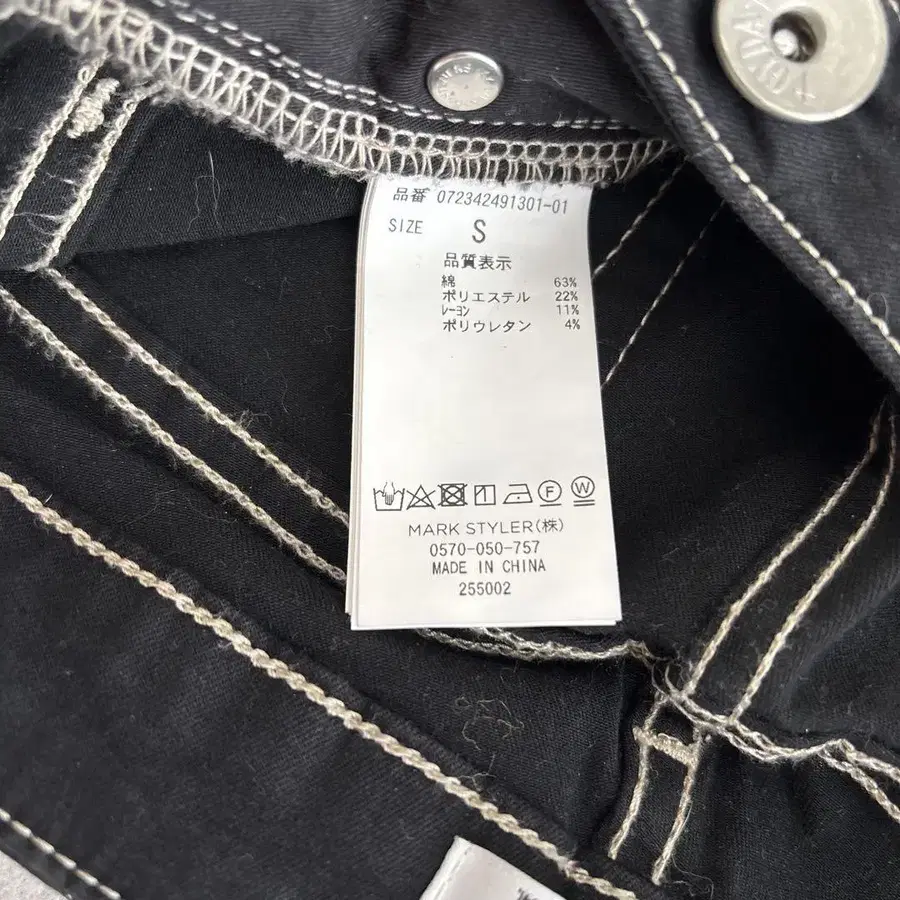 品番 072342491301-01
SIZE S
品質表示
綿 63%
ポリエステル 22%
レーヨン 11%
ポリウレタン 4%
F W
MARK STYLER(株)
0570-050-757
MADE IN CHINA
255002